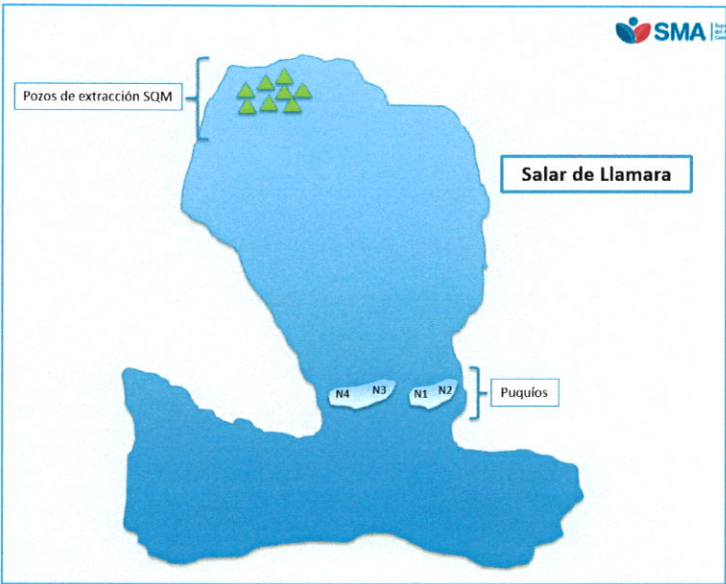 SMA
Pozos de extracción SQM
Salar de Llamara
N4 N3 N1 N2
Puquíos